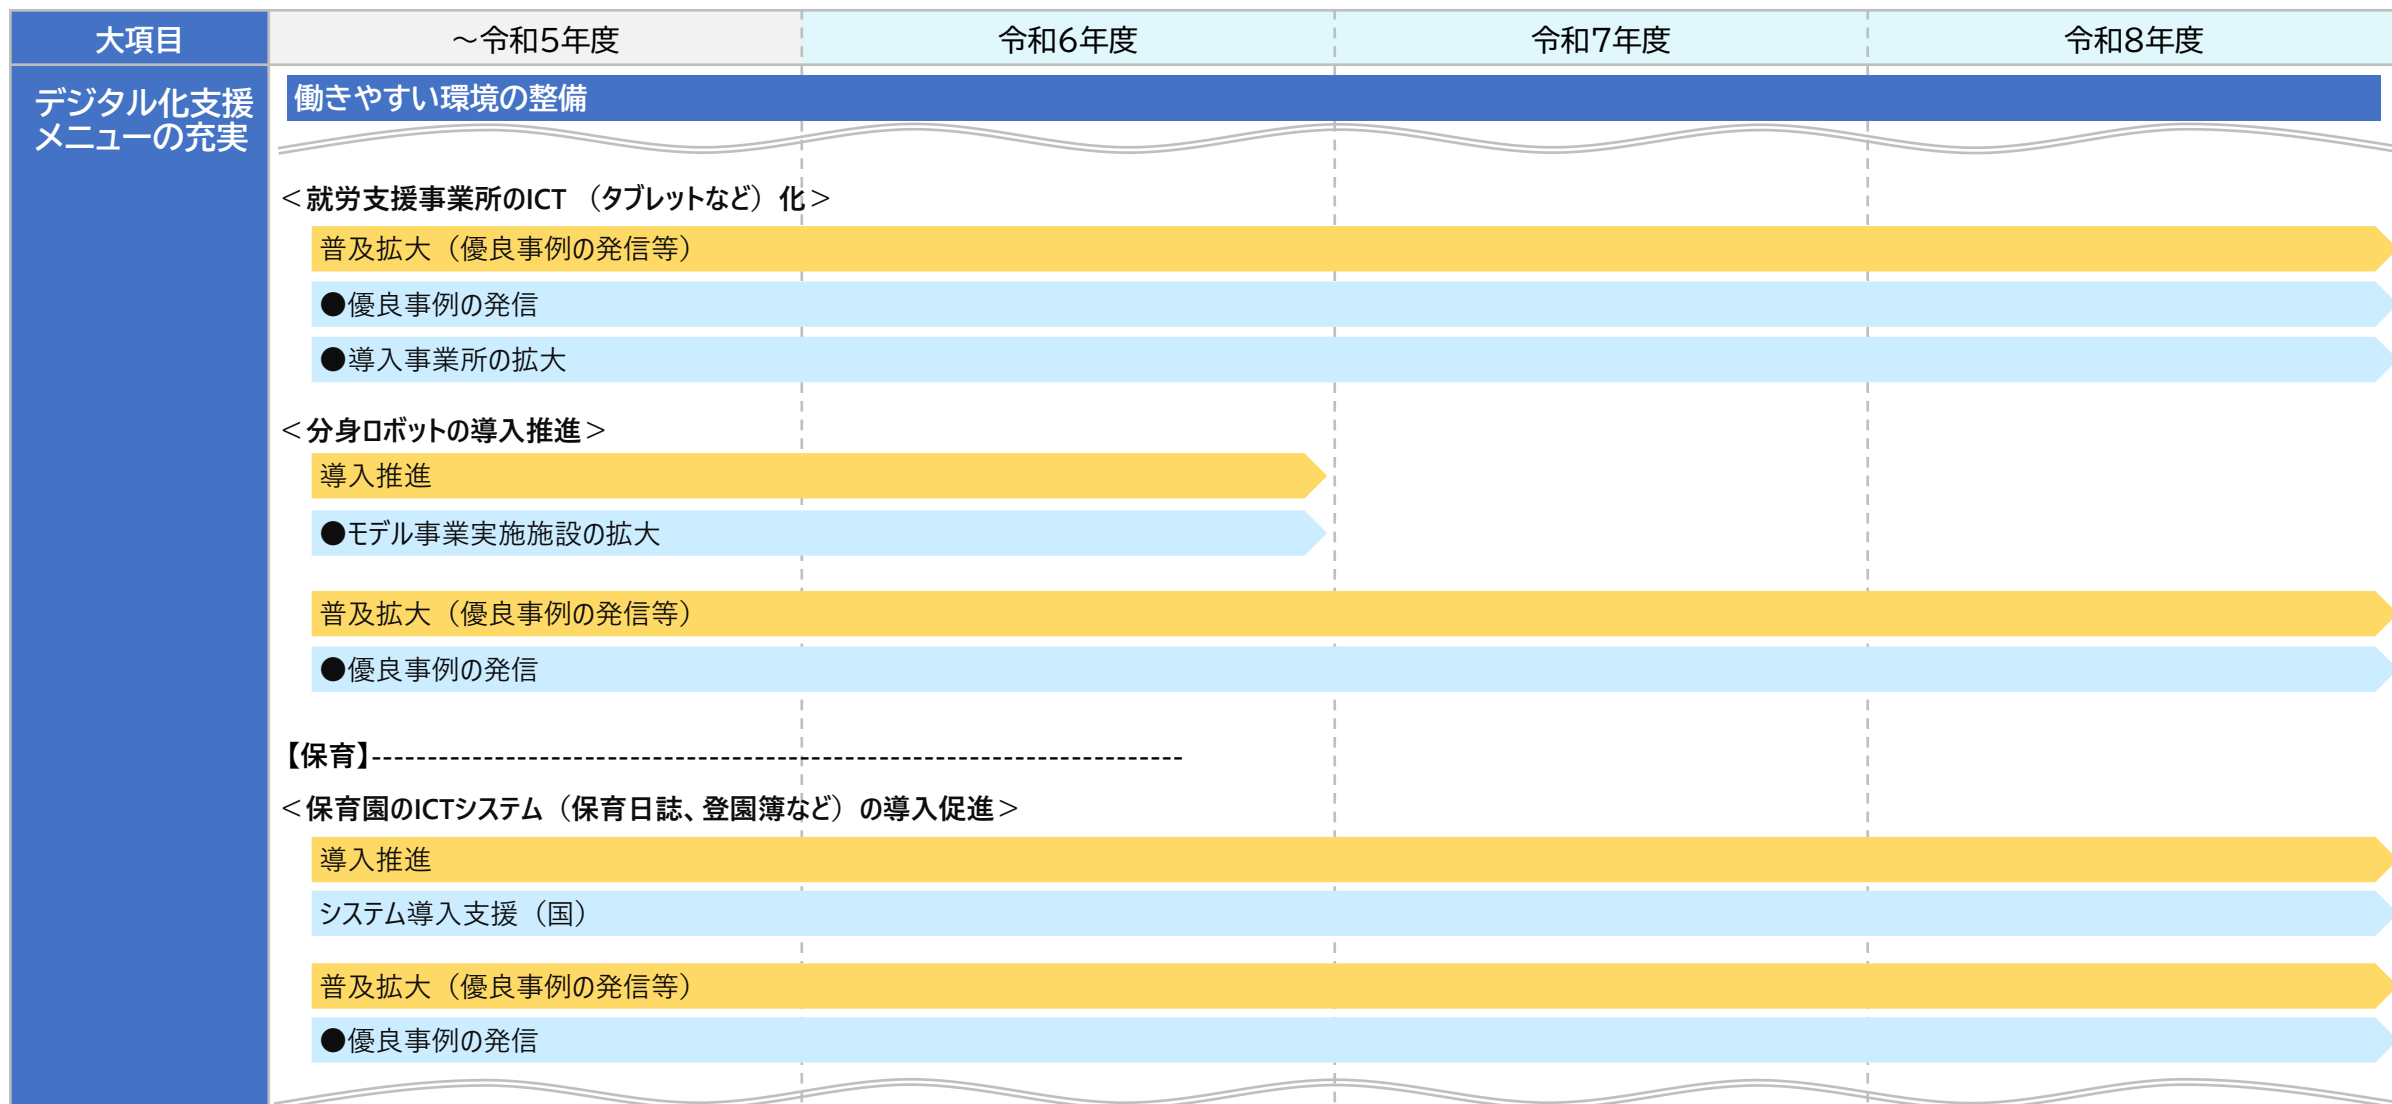 大項目
～令和5年度
令和6年度
令和7年度
令和8年度
デジタル化支援
メニューの充実
働きやすい環境の整備
＜就労支援事業所のICT（タブレットなど）化＞
普及拡大（優良事例の発信等）
●優良事例の発信
●導入事業所の拡大
＜分身ロボットの導入推進＞
導入推進
●モデル事業実施施設の拡大
普及拡大（優良事例の発信等）
●優良事例の発信
【保育】------------------------------------------------------------------------
＜保育園のICTシステム（保育日誌、登園簿など）の導入促進＞
導入推進
システム導入支援（国）
普及拡大（優良事例の発信等）
●優良事例の発信